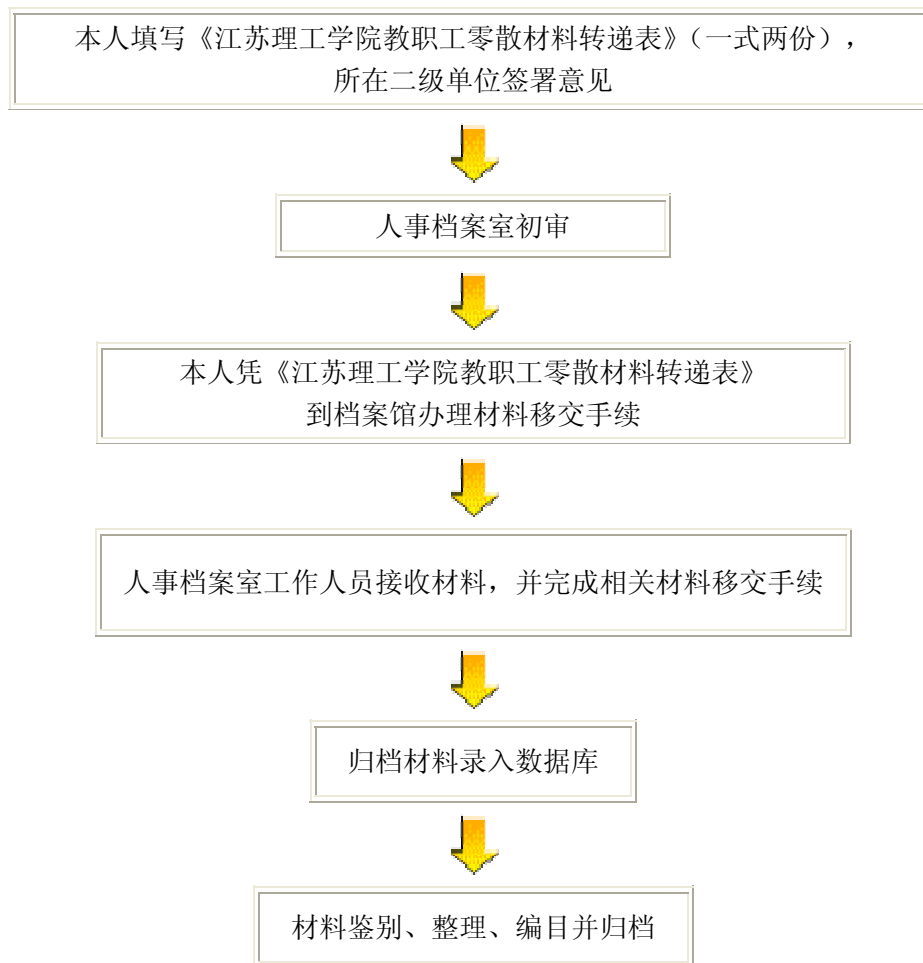 本人填写《江苏理工学院教职工零散材料转递表》（一式两份），
所在二级单位签署意见
人事档案室初审
本人凭《江苏理工学院教职工零散材料转递表》
到档案馆办理材料移交手续
人事档案室工作人员接收材料，并完成相关材料移交手续
归档材料录入数据库
材料鉴别、整理、编目并归档